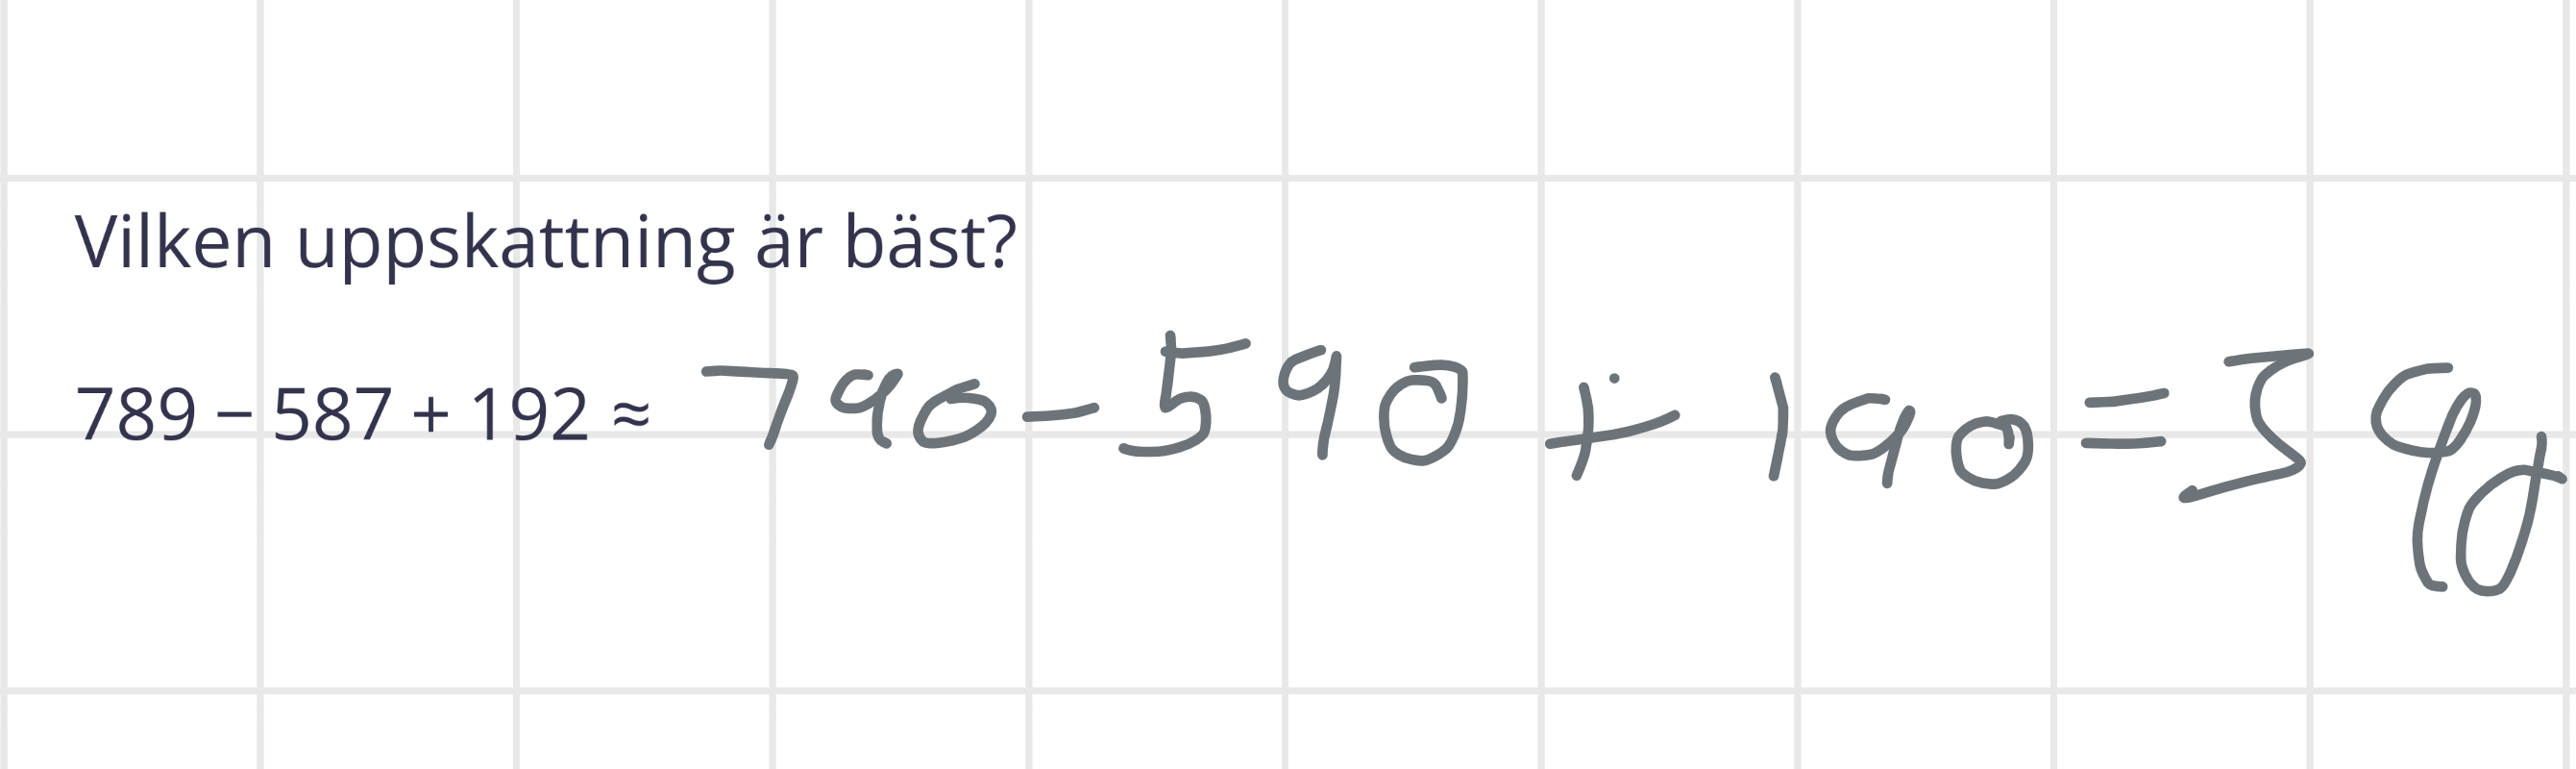 Vilken uppskattning är bäst?
789 – 587 + 192 ≈ 790-590 + 190=390